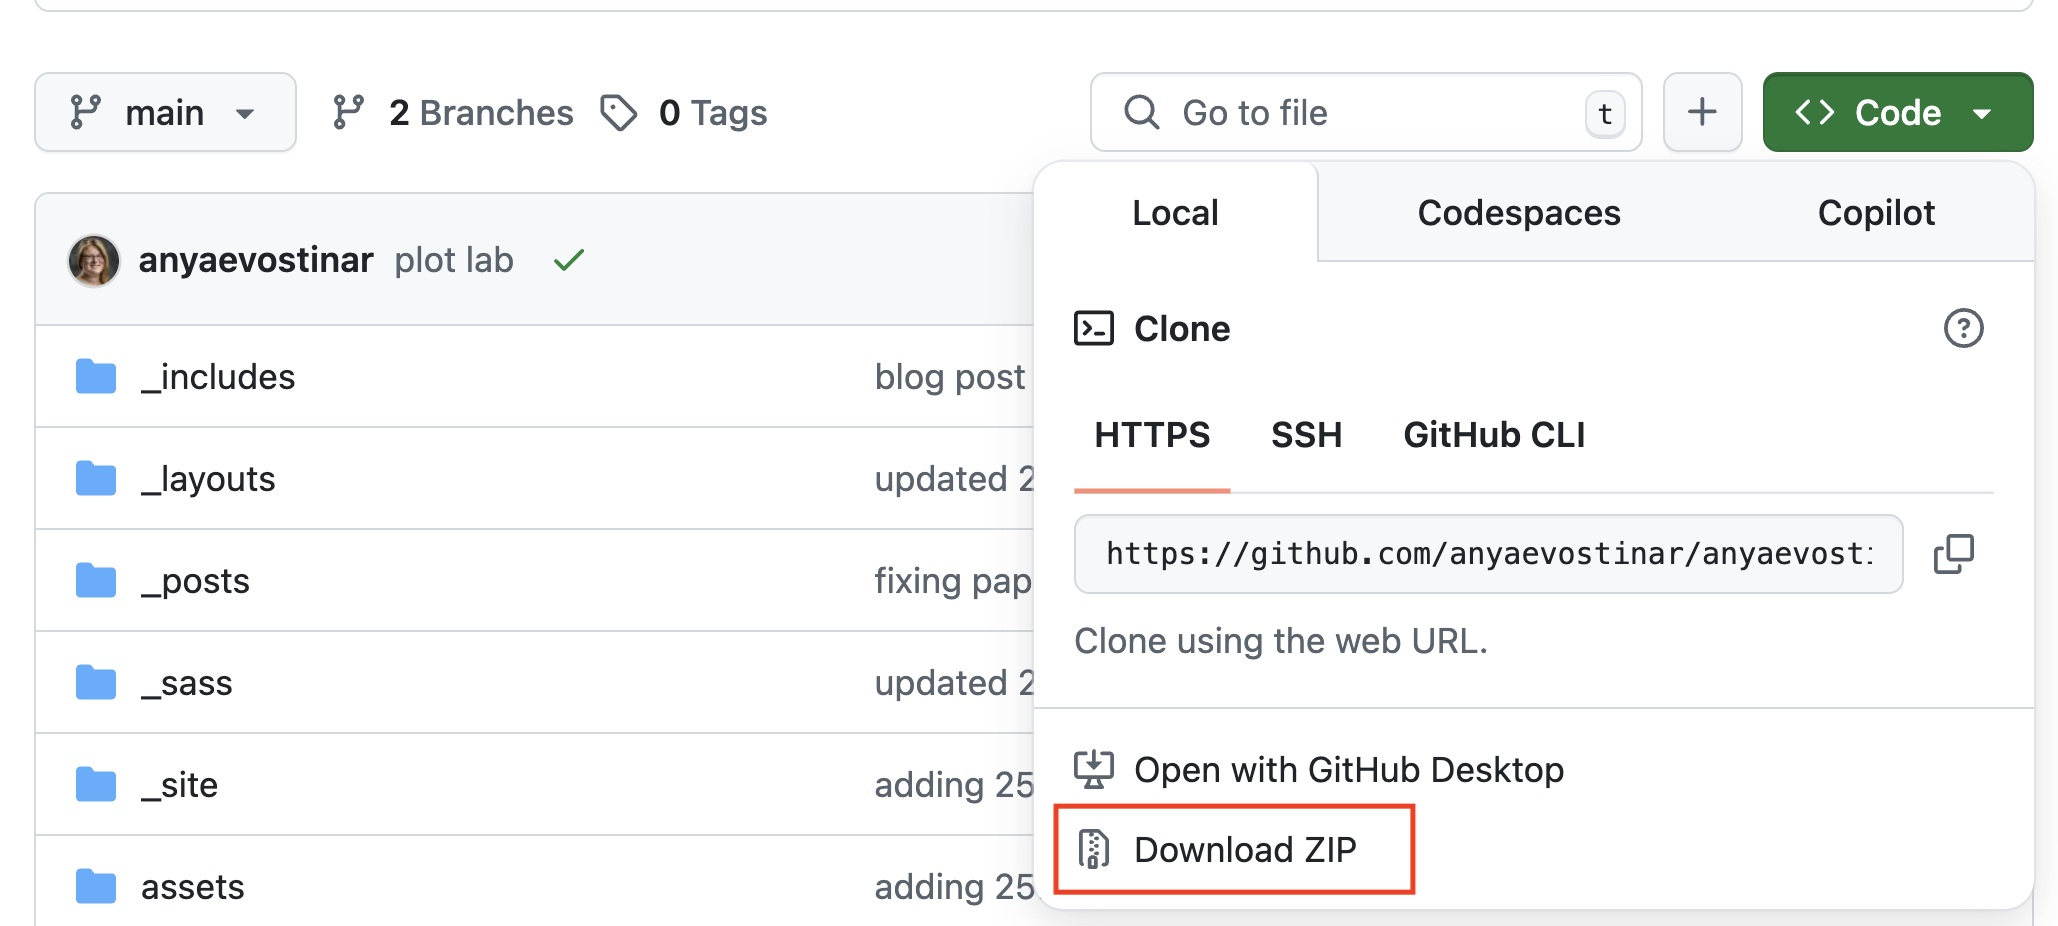 main 2 Branches 0 Tags Go to file t Code
Local Codespaces Copilot
anyaevostinar plot lab
Clone
_includes blog post
HTTPS SSH GitHub CLI
_layouts updated 2
https://github.com/anyaevostinar/anyaevosti
_posts fixing pap
Clone using the web URL.
_sass updated 2
Open with GitHub Desktop
_site adding 25
Download ZIP
assets adding 25